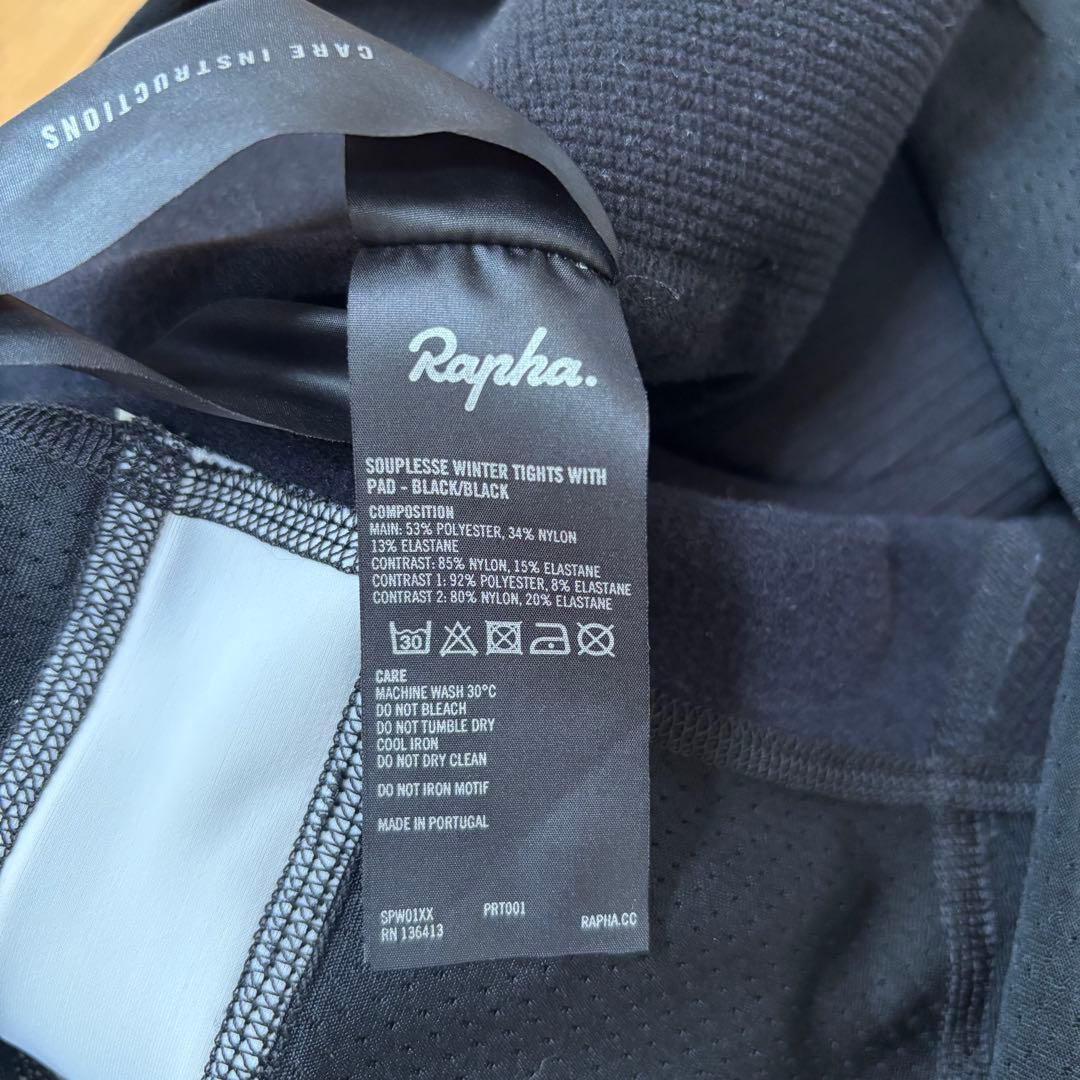 CARE INSTRUCTIONS
Rapha.
SOUPLESSE WINTER TIGHTS WITH
PAD - BLACK/BLACK
COMPOSITION
MAIN: 53% POLYESTER, 34% NYLON
13% ELASTANE
CONTRAST: 85% NYLON, 15% ELASTANE
CONTRAST 1: 92% POLYESTER, 8% ELASTANE
CONTRAST 2: 80% NYLON, 20% ELASTANE
30
CARE
MACHINE WASH 30°C
DO NOT BLEACH
DO NOT TUMBLE DRY
COOL IRON
DO NOT DRY CLEAN
DO NOT IRON MOTIF
MADE IN PORTUGAL
SPW01XX PRT001 RAPHA.CC
RN 136413